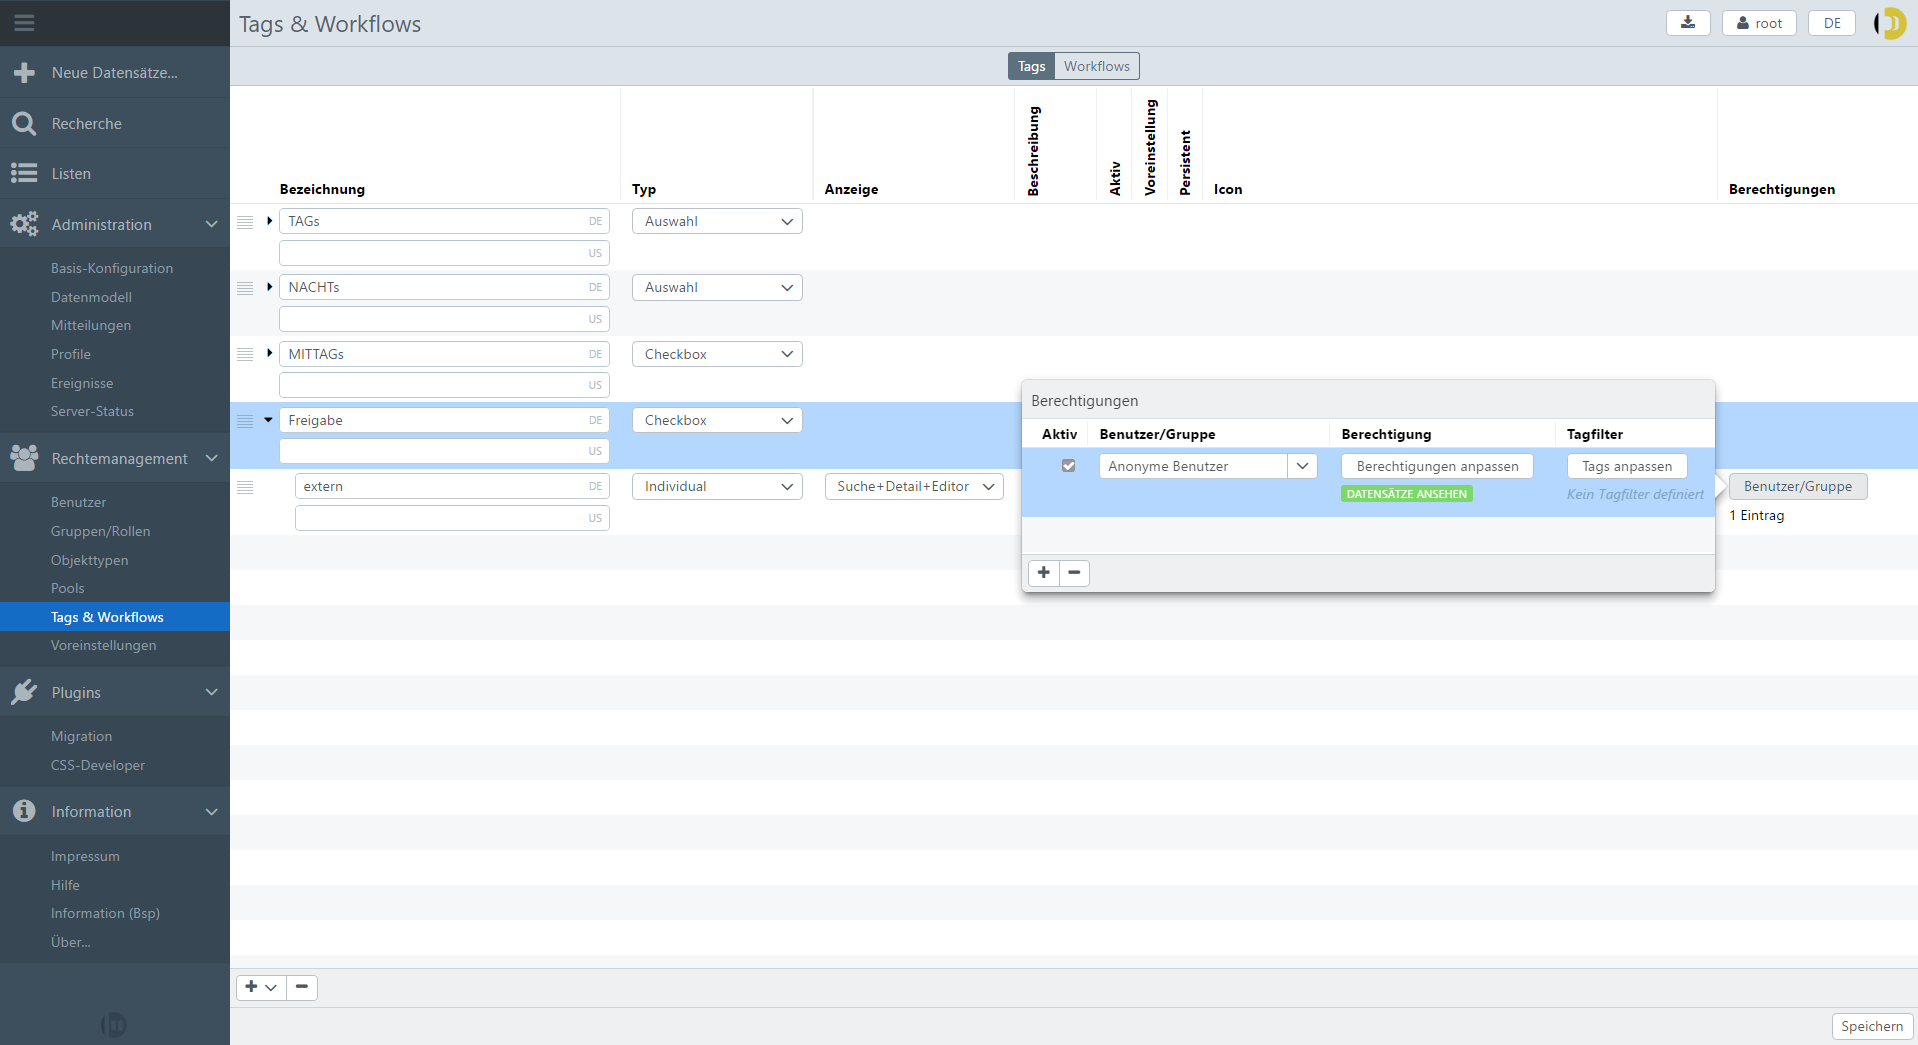 Tags & Workflows
root
DE
Neue Datensätze...
Recherche
Listen
Administration
Basis-Konfiguration
Datenmodell
Mitteilungen
Profile
Ereignisse
Server-Status
Rechtemanagement
Benutzer
Gruppen/Rollen
Objekttypen
Pools
Tags & Workflows
Voreinstellungen
Plugins
Migration
CSS-Developer
Information
Impressum
Hilfe
Information (Bsp)
Über...
Tags Workflows
Bezeichnung Typ Anzeige Beschreibung Aktiv Voreinstellung Persistent Icon Berechtigungen
TAGs DE Auswahl
US
NACHTs DE Auswahl
US
MITTAGs DE Checkbox
US
Freigabe DE Checkbox
US
extern DE Individual Suche+Detail+Editor Benutzer/Gruppe
US
1 Eintrag
Berechtigungen
Aktiv Benutzer/Gruppe Berechtigung Tagfilter
Anonyme Benutzer Berechtigungen anpassen Tags anpassen
DATENSÄTZE ANSEHEN Kein Tagfilter definiert
Speichern